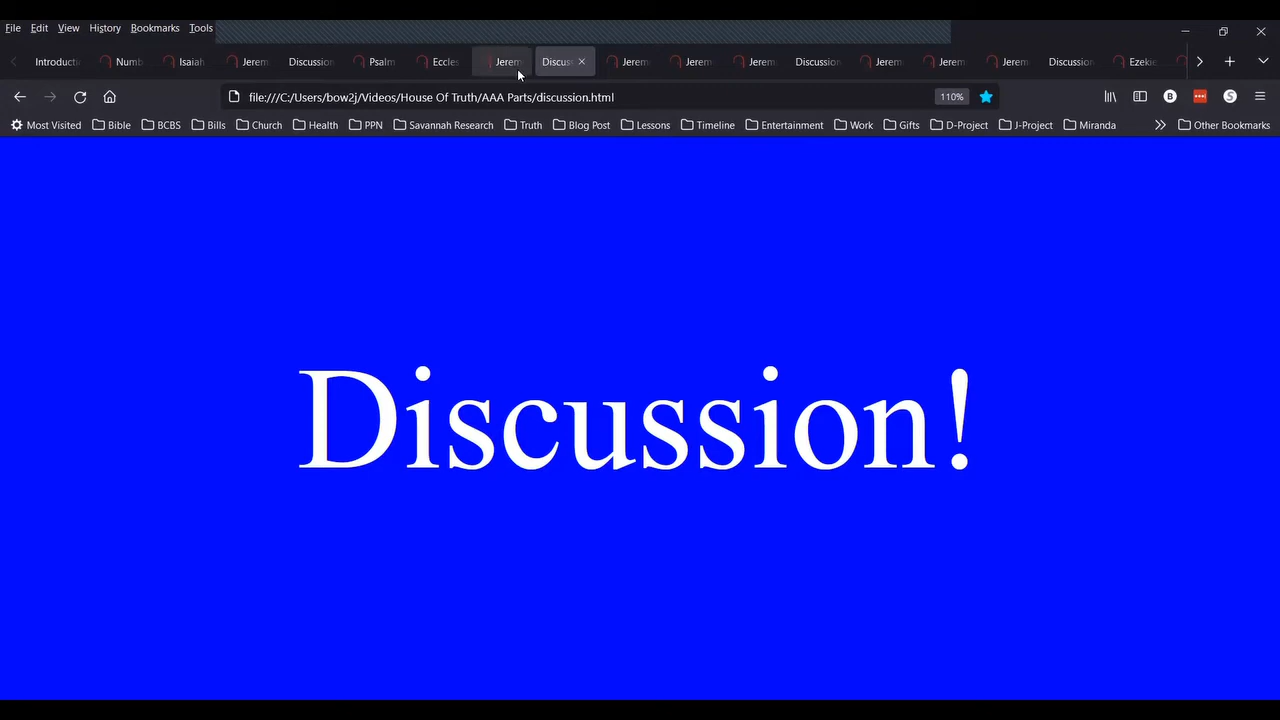 File Edit View History Bookmarks Tools
Introducti Numb Isaiah Jerem Discussion Psalm Eccles Jerem Discuss Jerem Jerem Jerem Discussion Jerem Jerem Jerem Discussion Ezekie
file:///C:/Users/bow2j/Videos/House Of Truth/AAA Parts/discussion.html 110% B S
Most Visited Bible BCBS Bills Church Health PPN Savannah Research Truth Blog Post Lessons Timeline Entertainment Work Gifts D-Project J-Project Miranda Other Bookmarks
Discussion!